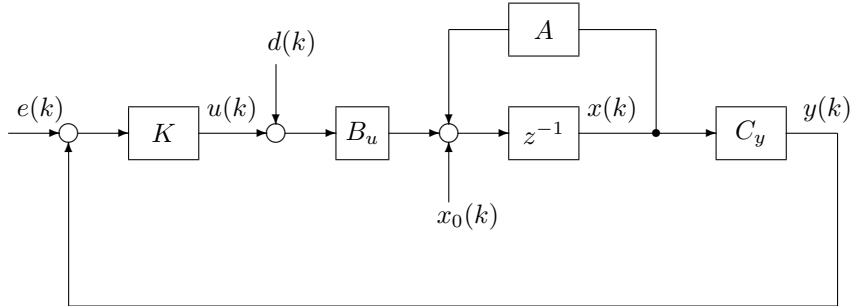 A
d(k)
e(k)
K
u(k)
B_u
z^{-1}
x(k)
C_y
y(k)
x_0(k)